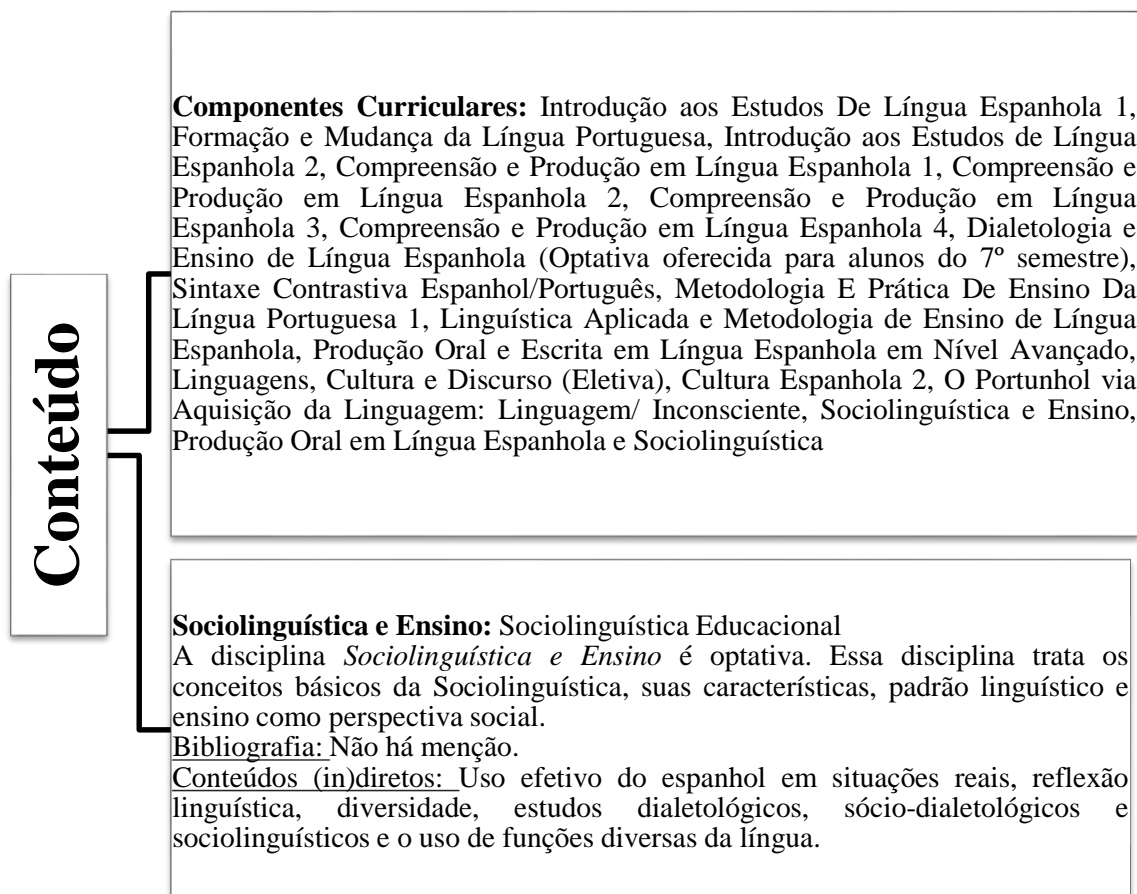 Conteúdo
Componentes Curriculares: Introdução aos Estudos De Língua Espanhola 1,
Formação e Mudança da Língua Portuguesa, Introdução aos Estudos de Língua
Espanhola 2, Compreensão e Produção em Língua Espanhola 1, Compreensão e
Produção em Língua Espanhola 2, Compreensão e Produção em Língua
Espanhola 3, Compreensão e Produção em Língua Espanhola 4, Dialetologia e
Ensino de Língua Espanhola (Optativa oferecida para alunos do 7º semestre),
Sintaxe Contrastiva Espanhol/Português, Metodologia E Prática De Ensino Da
Língua Portuguesa 1, Linguística Aplicada e Metodologia de Ensino de Língua
Espanhola, Produção Oral e Escrita em Língua Espanhola em Nível Avançado,
Linguagens, Cultura e Discurso (Eletiva), Cultura Espanhola 2, O Portunhol via
Aquisição da Linguagem: Linguagem/ Inconsciente, Sociolinguística e Ensino,
Produção Oral em Língua Espanhola e Sociolinguística
Sociolinguística e Ensino: Sociolinguística Educacional
A disciplina Sociolinguística e Ensino é optativa. Essa disciplina trata os
conceitos básicos da Sociolinguística, suas características, padrão linguístico e
ensino como perspectiva social.
Bibliografia: Não há menção.
Conteúdos (in)diretos: Uso efetivo do espanhol em situações reais, reflexão
linguística, diversidade, estudos dialetológicos, sócio-dialetológicos e
sociolinguísticos e o uso de funções diversas da língua.